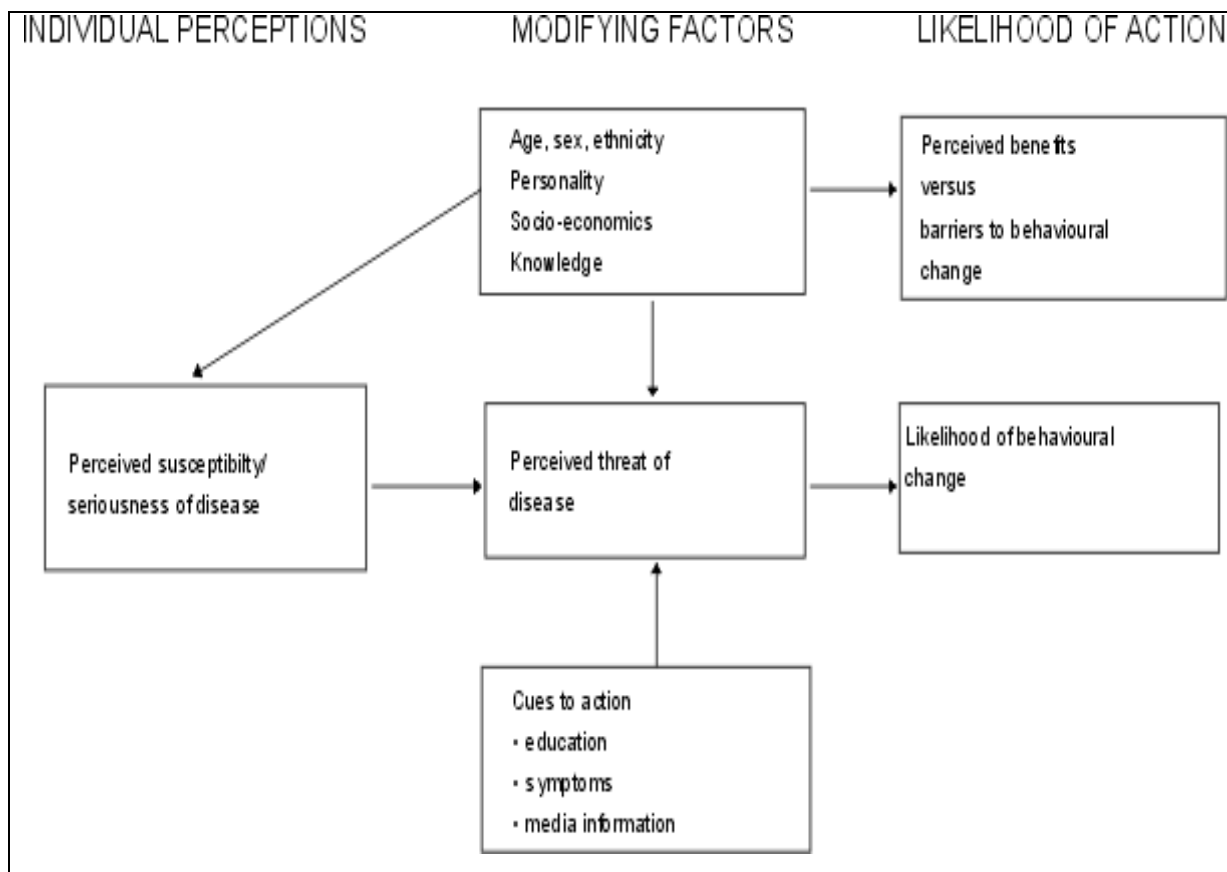 INDIVIDUAL PERCEPTIONS
MODIFYING FACTORS
LIKELIHOOD OF ACTION
Age, sex, ethnicity
Personality
Socio-economics
Knowledge
Perceived benefits
versus
barriers to behavioural
change
Perceived susceptibilty/
seriousness of disease
Perceived threat of
disease
Likelihood of behavioural
change
Cues to action
• education
• symptoms
• media information